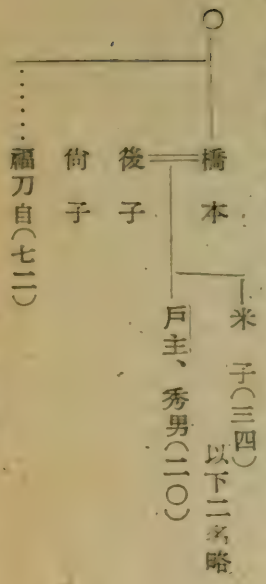 米子(三四)
以下二名略
戸主、秀男(二〇)
橋本
後子
尙子
福刀自(七二)